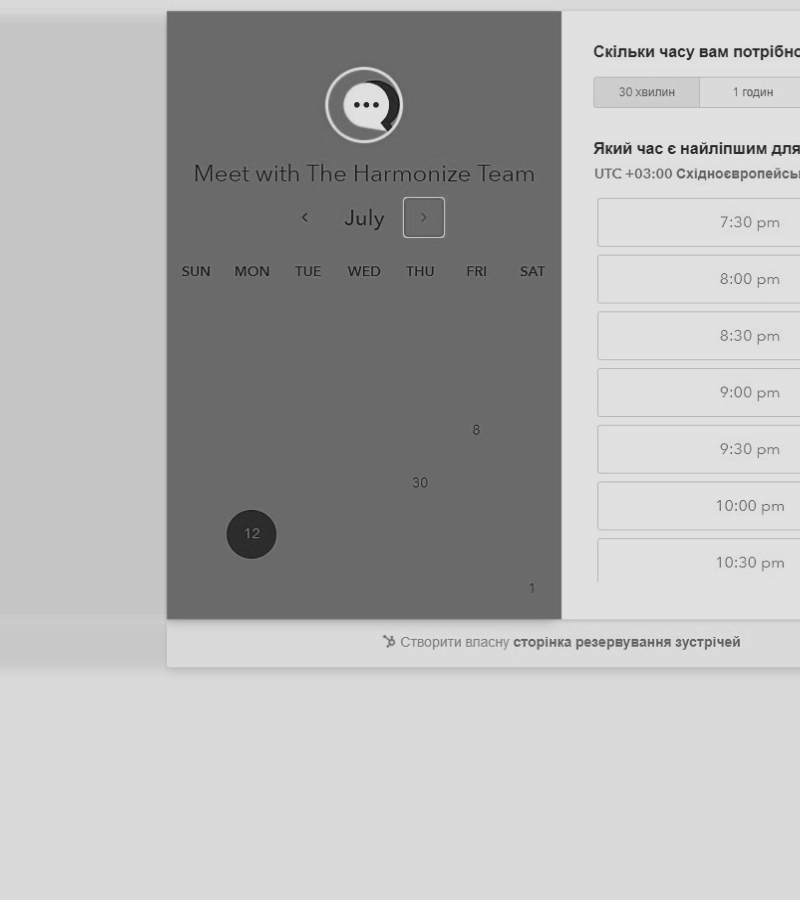 Meet with The Harmonize Team
July
SUN MON TUE WED THU FRI SAT
8
30
12
1
Скільки часу вам потрібно
30 хвилин 1 годин
Який час є найліпшим для
UTC +03:00
7:30 pm
8:00 pm
8:30 pm
9:00 pm
9:30 pm
10:00 pm
10:30 pm
Створити власну сторінка резервування зустрічей